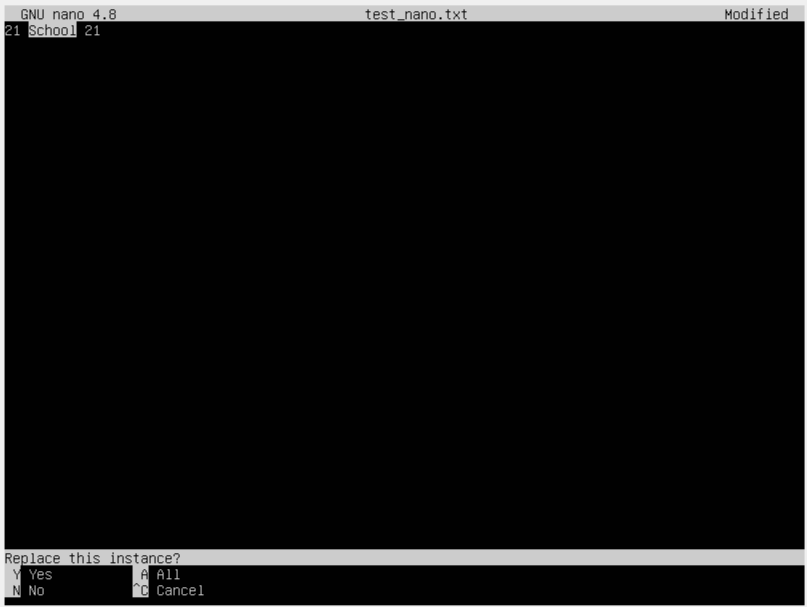 GNU nano 4.8 test_nano.txt Modified
21 School 21
Replace this instance?
Y Yes A All
N No ^C Cancel